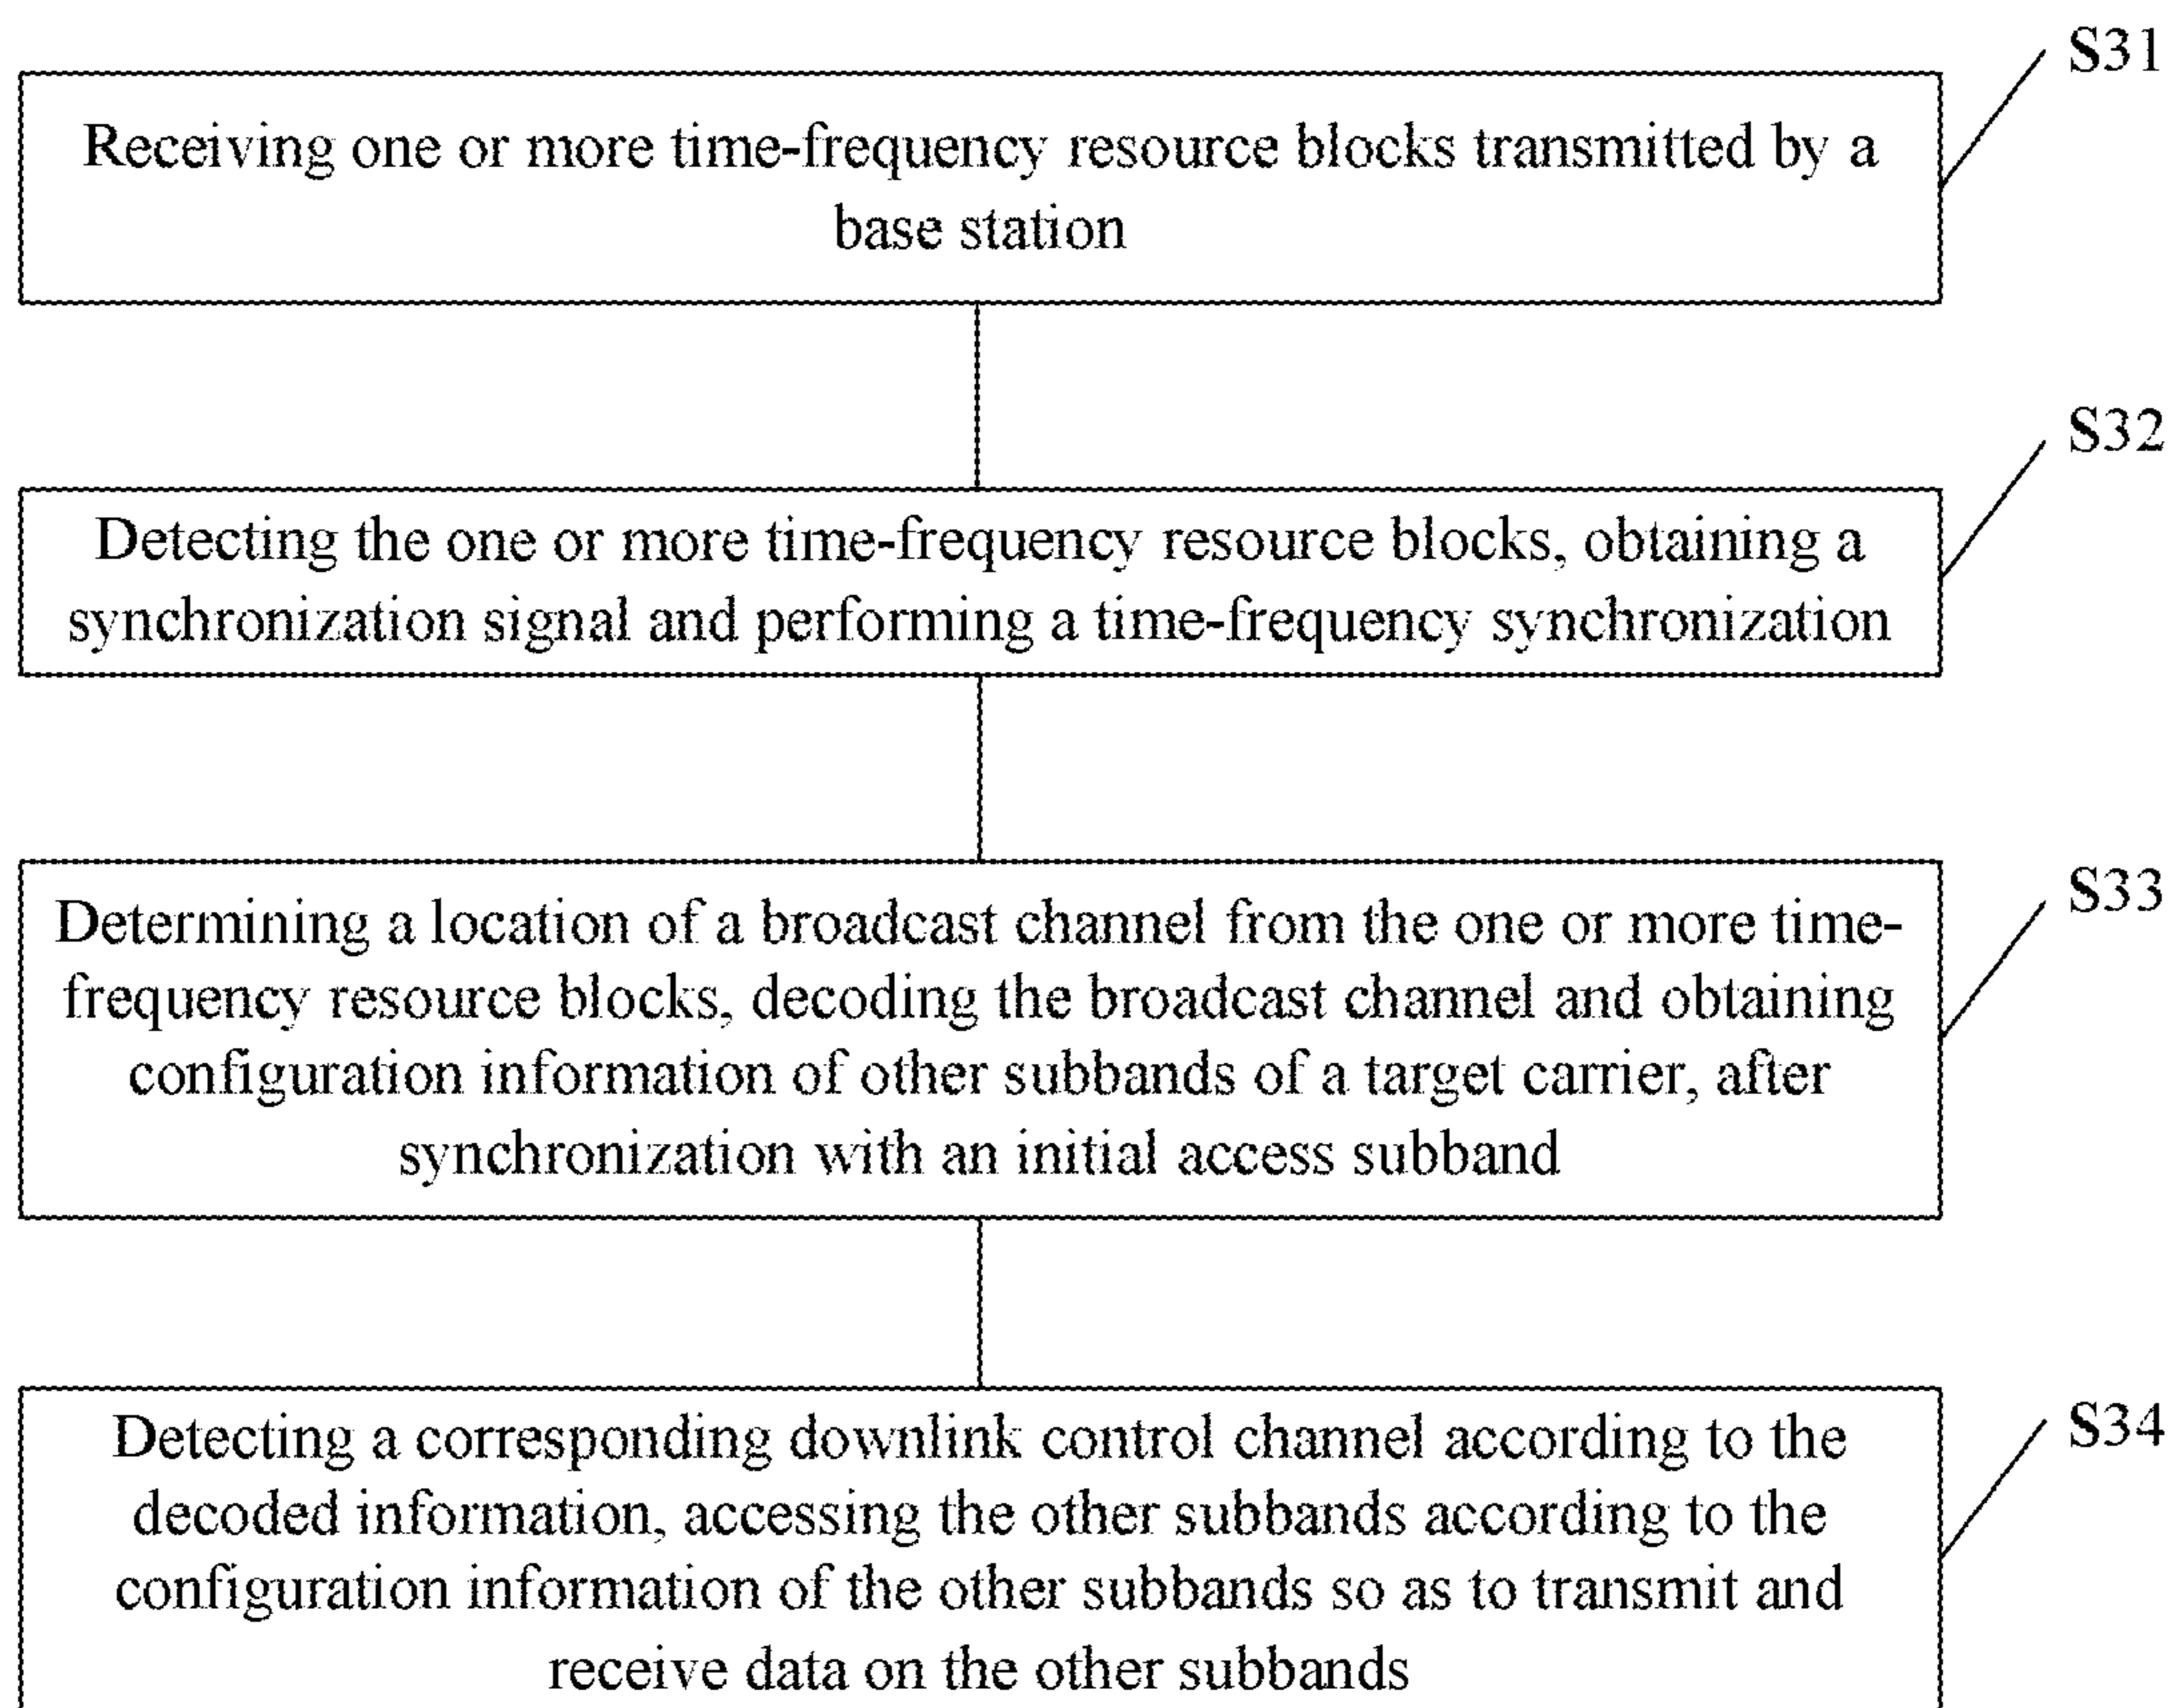 S31
Receiving one or more time-frequency resource blocks transmitted by a
base station
S32
Detecting the one or more time-frequency resource blocks, obtaining a
synchronization signal and performing a time-frequency synchronization
S33
Determining a location of a broadcast channel from the one or more time-
frequency resource blocks, decoding the broadcast channel and obtaining
configuration information of other subbands of a target carrier, after
synchronization with an initial access subband
S34
Detecting a corresponding downlink control channel according to the
decoded information, accessing the other subbands according to the
configuration information of the other subbands so as to transmit and
receive data on the other subbands